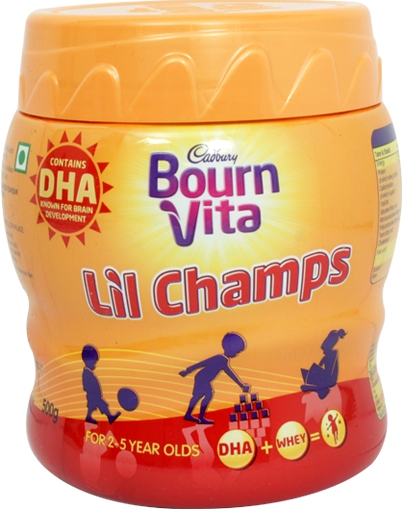 Cadbury
Bourn
Vita
CONTAINS
DHA
KNOWN FOR BRAIN
DEVELOPMENT
Lil Champs
500g
FOR 2-5 YEAR OLDS
DHA + WHEY =